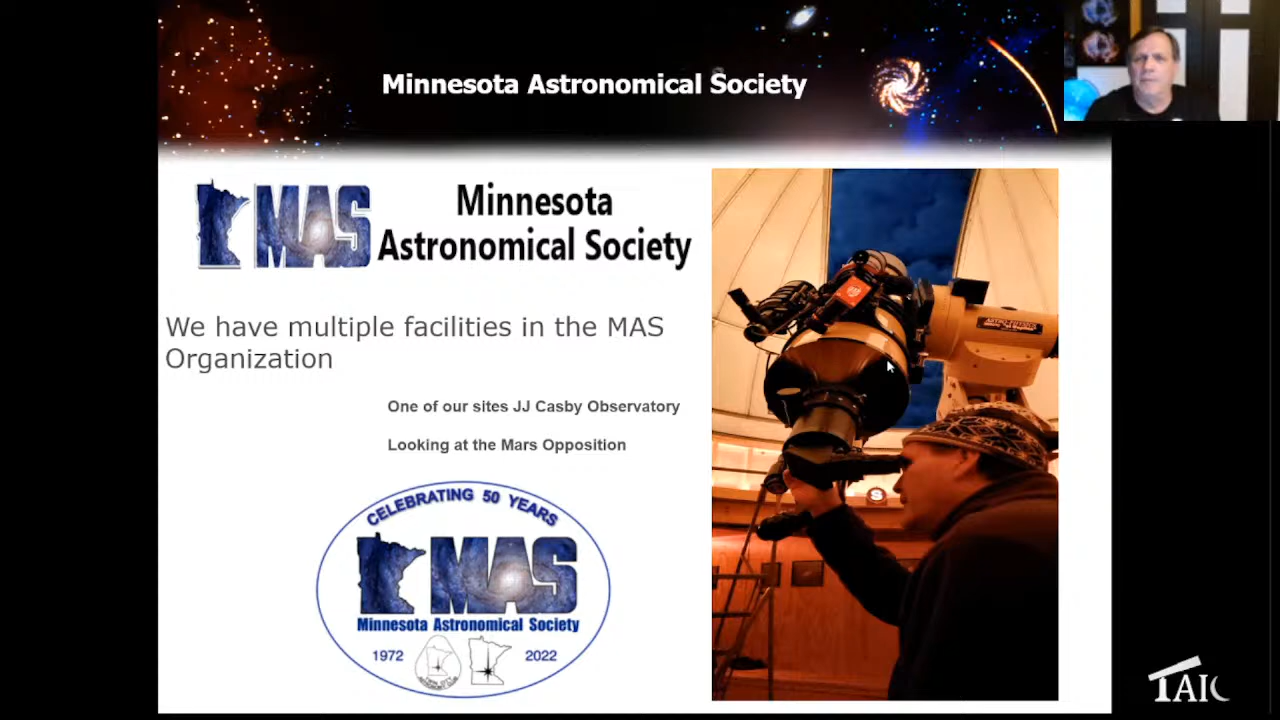 Minnesota Astronomical Society
MAS
Minnesota
Astronomical Society
We have multiple facilities in the MAS
Organization
One of our sites JJ Casby Observatory
Looking at the Mars Opposition
CELEBRATING 50 YEARS
MAS
Minnesota Astronomical Society
1972
2022
S
TAIC